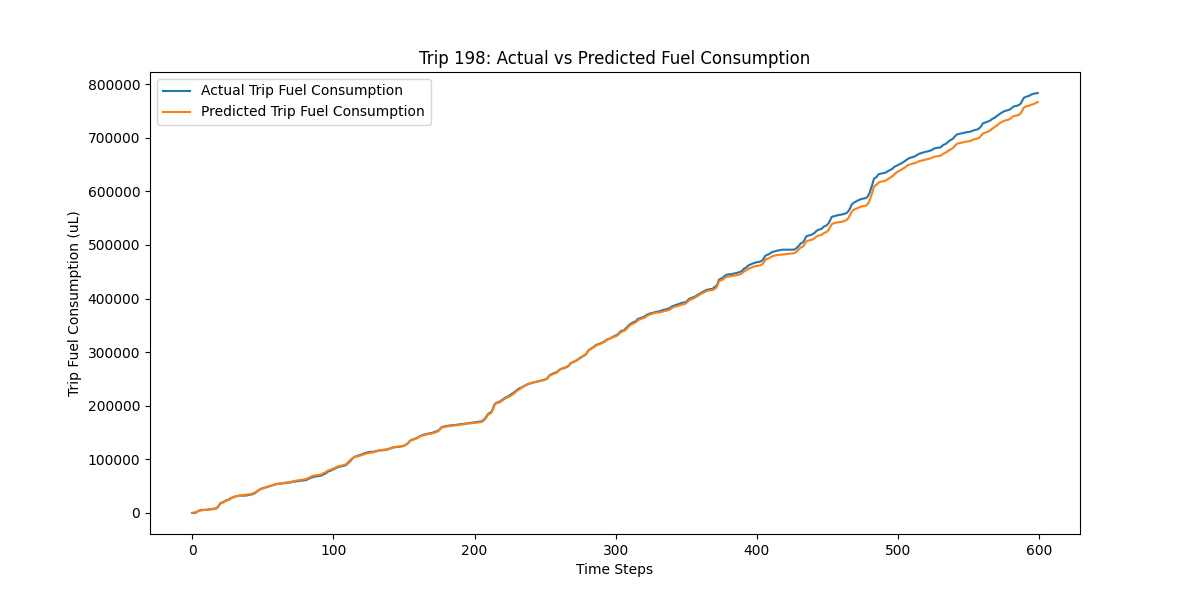 Trip 198: Actual vs Predicted Fuel Consumption
Actual Trip Fuel Consumption
Predicted Trip Fuel Consumption
Trip Fuel Consumption (uL)
800000
700000
600000
500000
400000
300000
200000
100000
0
0 100 200 300 400 500 600
Time Steps